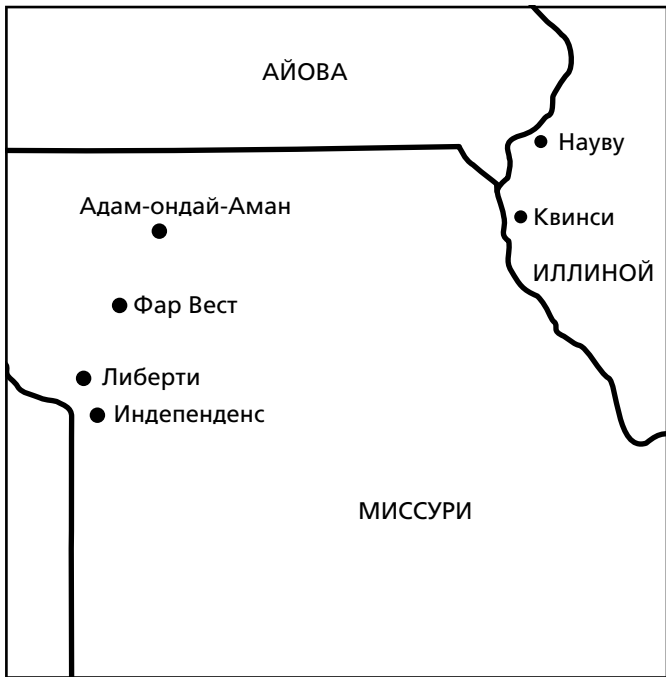 АЙОВА
Науву
Адам-ондай-Аман
Квинси
ИЛЛИНОЙ
Фар Вест
Либерти
Индепенденс
МИССУРИ